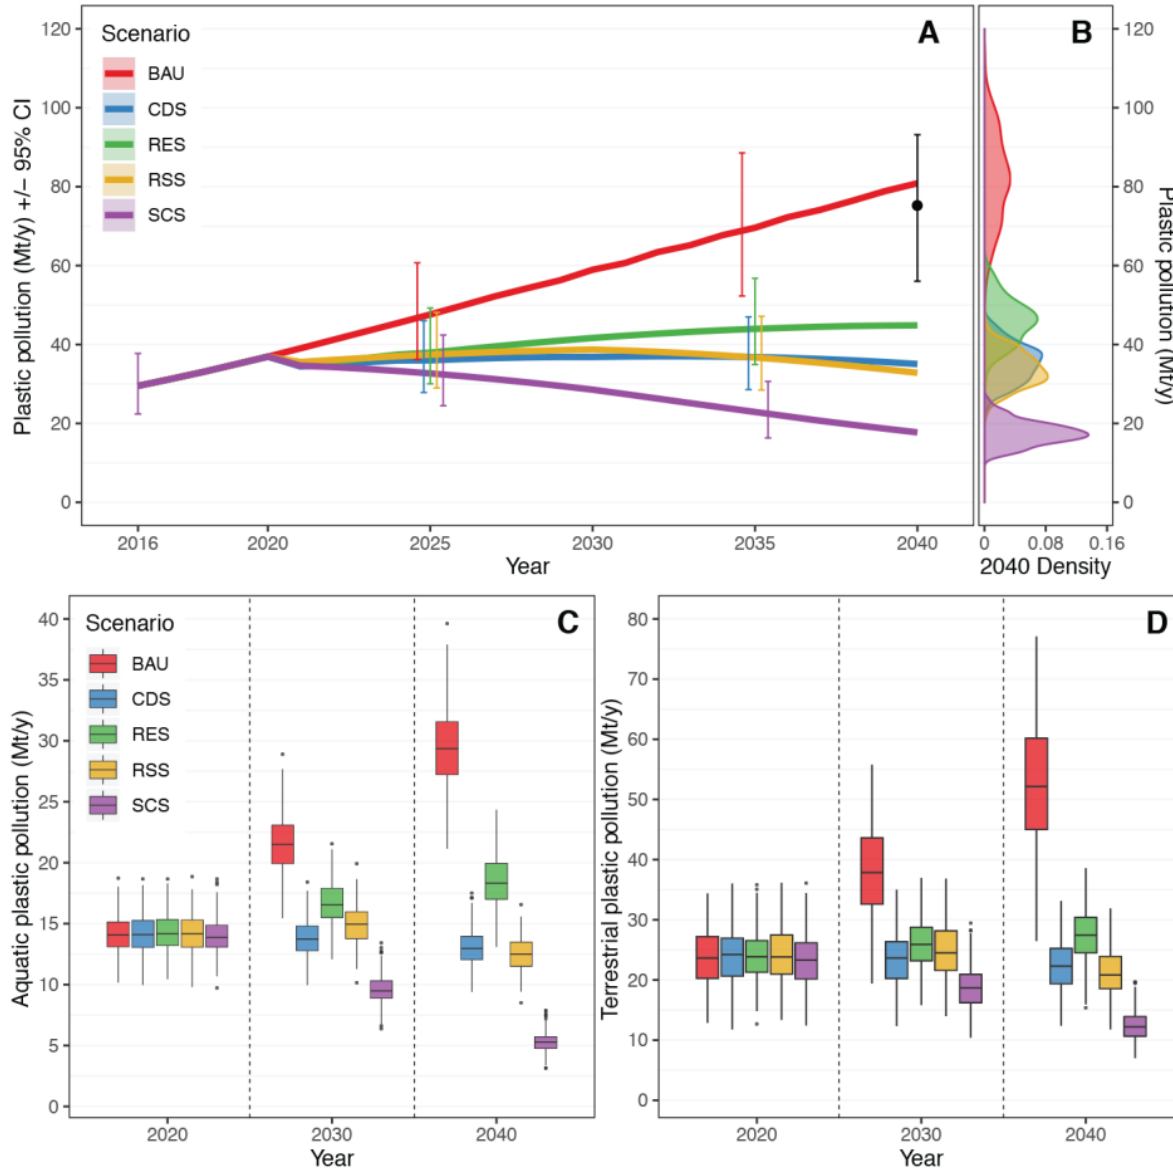 Scenario
BAU
CDS
RES
RSS
SCS
A
Plastic pollution (Mt/y) +/− 95% CI
120
100
80
60
40
20
0
2016
2020
2025
2030
2035
2040
Year
B
120
100
80
60
40
20
0
Plastic pollution (Mt/y)
0
0.08
0.16
2040 Density
Scenario
BAU
CDS
RES
RSS
SCS
C
Aquatic plastic pollution (Mt/y)
40
35
30
25
20
15
10
5
0
2020
2030
2040
Year
D
Terrestrial plastic pollution (Mt/y)
80
70
60
50
40
30
20
10
0
2020
2030
2040
Year